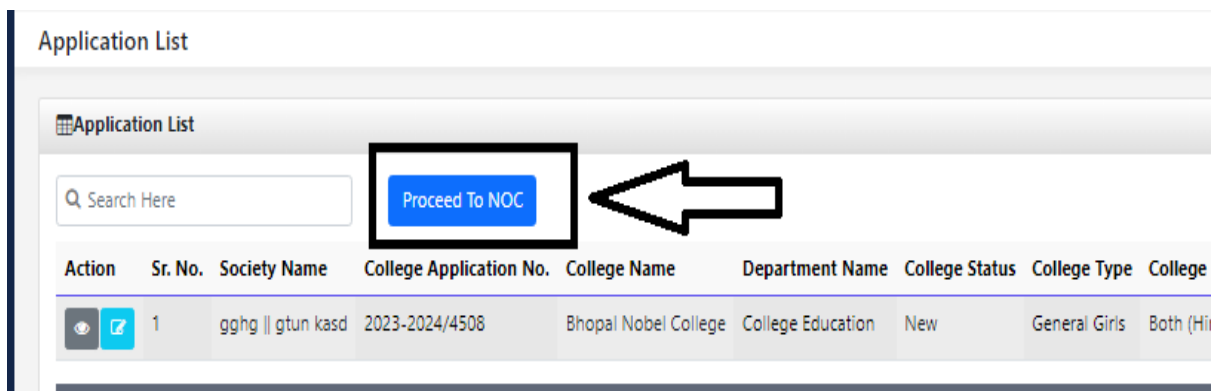 Application List
Application List
Search Here
Proceed To NOC
Action Sr. No. Society Name College Application No. College Name Department Name College Status College Type College
1 gghg || gtun kasd 2023-2024/4508 Bhopal Nobel College College Education New General Girls Both (Hin